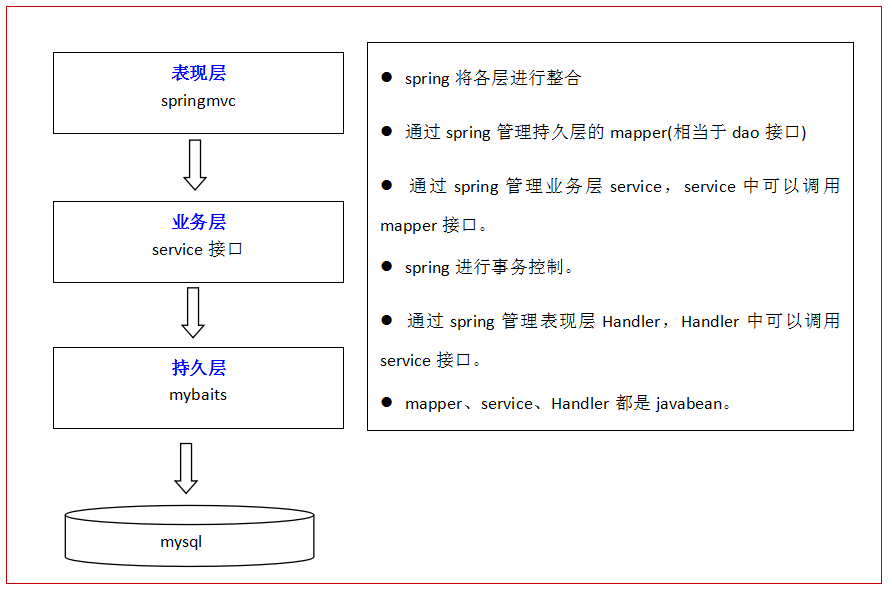 表现层
springmvc
业务层
service 接口
持久层
mybaits
mysql
● spring 将各层进行整合
● 通过 spring 管理持久层的 mapper(相当于 dao 接口)
● 通过 spring 管理业务层 service，service 中可以调用
mapper 接口。
● spring 进行事务控制。
● 通过 spring 管理表现层 Handler，Handler 中可以调用
service 接口。
● mapper、service、Handler 都是 javabean。